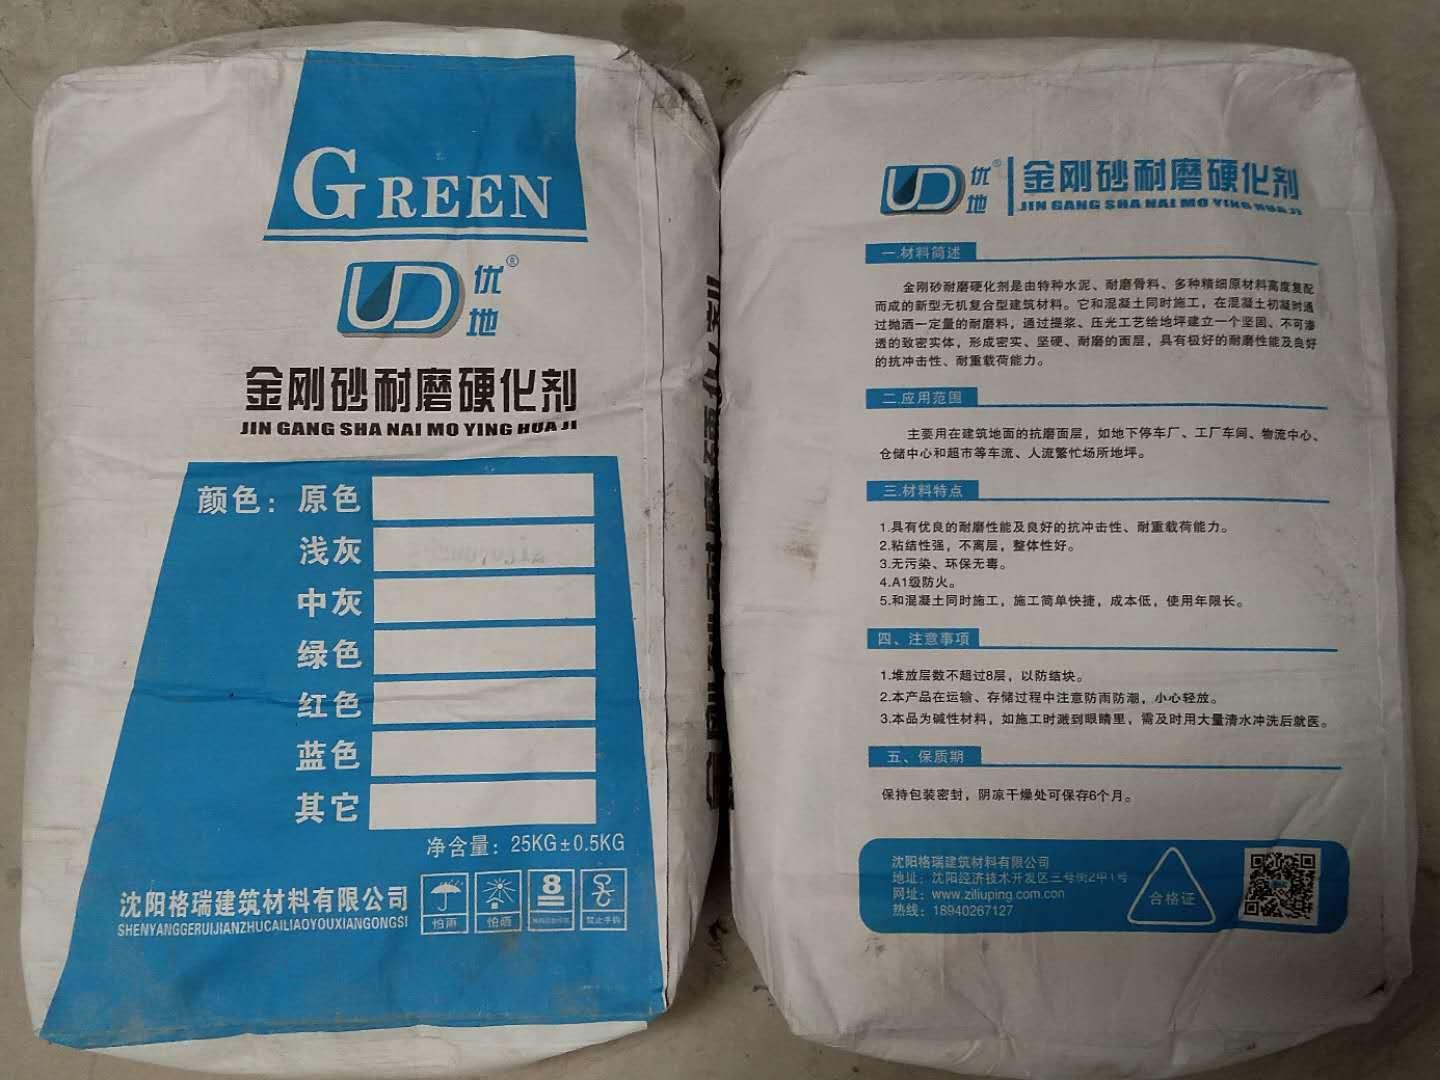 GREEN
UD
优地®
金刚砂耐磨硬化剂
JIN GANG SHA NAI MO YING HUA JI
颜色：原色
浅灰
中灰
绿色
红色
蓝色
其它
净含量：25KG±0.5KG
沈阳格瑞建筑材料有限公司
SHENYANGGERUIJIANZHUCAILIAOYOUXIANGONGSI
怕雨
怕晒
8
禁止手钩
UD
优地®
金刚砂耐磨硬化剂
JIN GANG SHA NAI MO YING HUA JI
一.材料简述
金刚砂耐磨硬化剂是由特种水泥、耐磨骨料、多种精细原材料高度复配
而成的新型无机复合型建筑材料。它和混凝土同时施工，在混凝土初凝时通
过抛洒一定量的耐磨料，通过提浆、压光工艺给地坪建立一个坚固、不可渗
透的致密实体，形成密实、坚硬、耐磨的面层，具有极好的耐磨性能及良好
的抗冲击性、耐重载荷能力。
二.应用范围
主要用在建筑地面的抗磨面层，如地下停车厂、工厂车间、物流中心、
仓储中心和超市等车流、人流繁忙场所地坪。
三.材料特点
1.具有优良的耐磨性能及良好的抗冲击性、耐重载荷能力。
2.粘结性强，不离层，整体性好。
3.无污染、环保无毒。
4.A1级防火。
5.和混凝土同时施工，施工简单快捷，成本低，使用年限长。
四、注意事项
1.堆放层数不超过8层，以防结块。
2.本产品在运输、存储过程中注意防雨防潮，小心轻放。
3.本品为碱性材料，如施工时溅到眼睛里，需及时用大量清水冲洗后就医。
五、保质期
保持包装密封，阴凉干燥处可保存6个月。
沈阳格瑞建筑材料有限公司
地址：沈阳经济技术开发区三号街2甲1号
网址：www.ziliuping.com.con
热线：18940267127
合格证